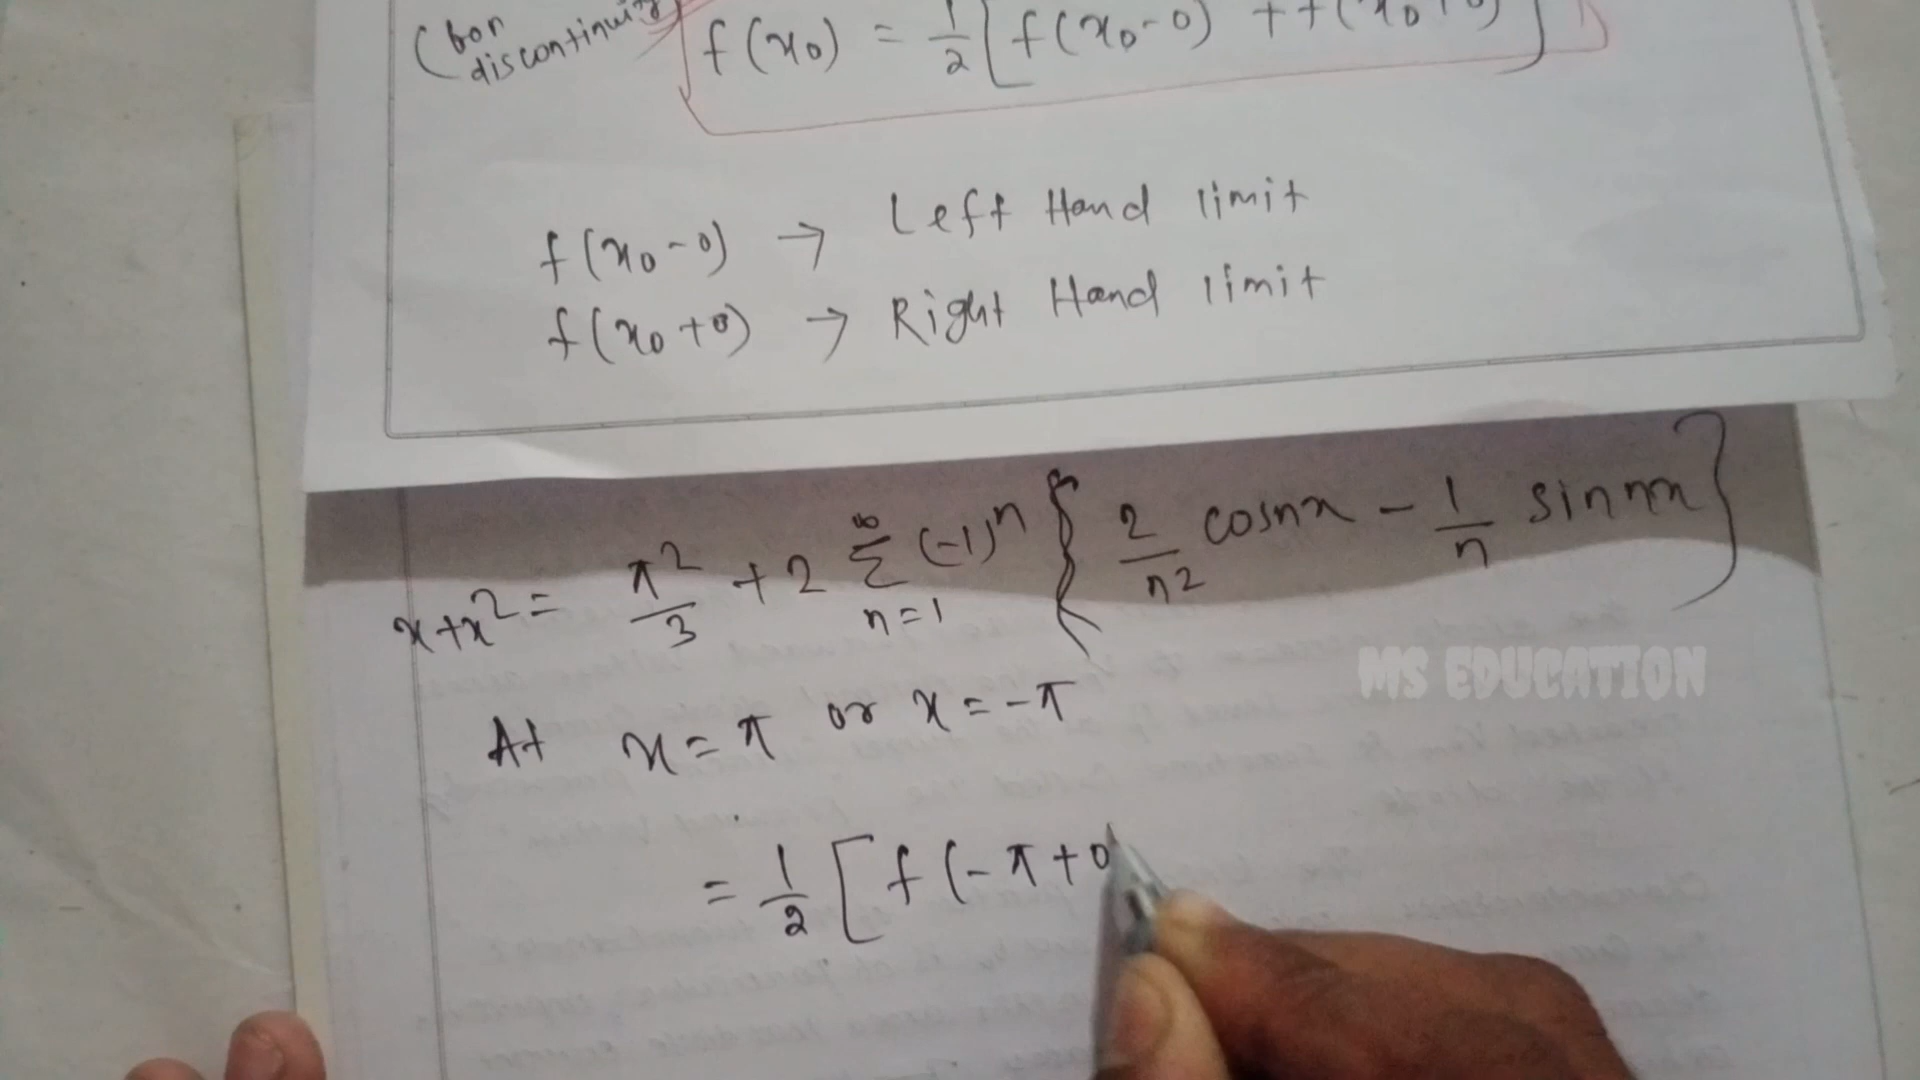 (for discontinuity) f(x0) = 1/2 [f(x0-0) + f(x0+0)]
f(x0-0) → Left Hand limit
f(x0+0) → Right Hand limit
x+x² = π²/3 + 2 ∑_{n=1}^{∞} (-1)ⁿ { 2/n² cosnx - 1/n sinnx }
MS EDUCATION
At x = π or x = -π
= 1/2 [ f(-π+0